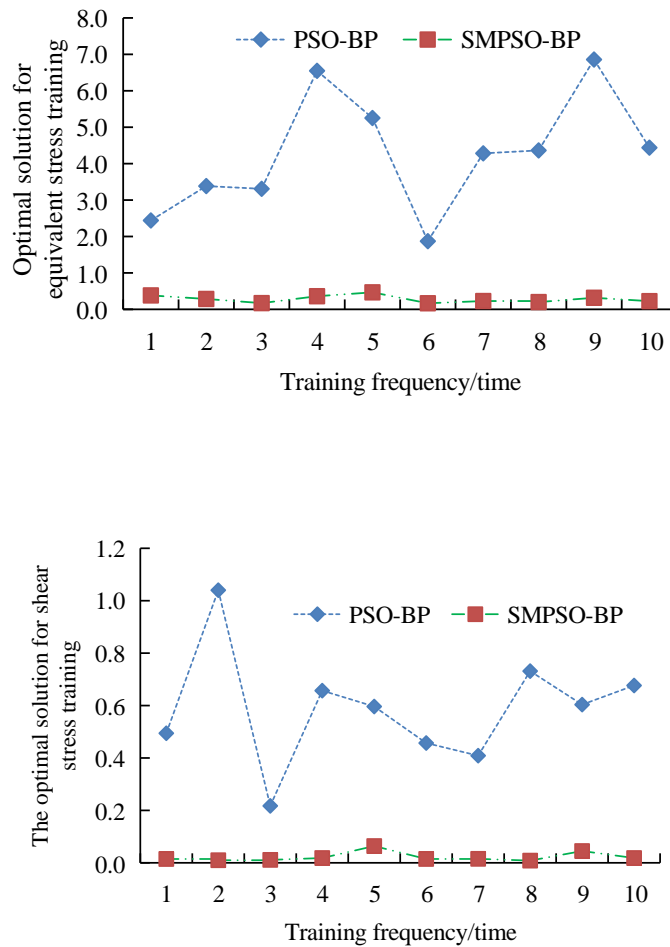 8.0
PSO-BP
SMPSO-BP
7.0
6.0
5.0
4.0
3.0
2.0
1.0
0.0
Optimal solution for
equivalent stress training
1 2 3 4 5 6 7 8 9 10
Training frequency/time
1.2
1.0
PSO-BP
SMPSO-BP
0.8
0.6
0.4
0.2
0.0
The optimal solution for shear
stress training
1 2 3 4 5 6 7 8 9 10
Training frequency/time